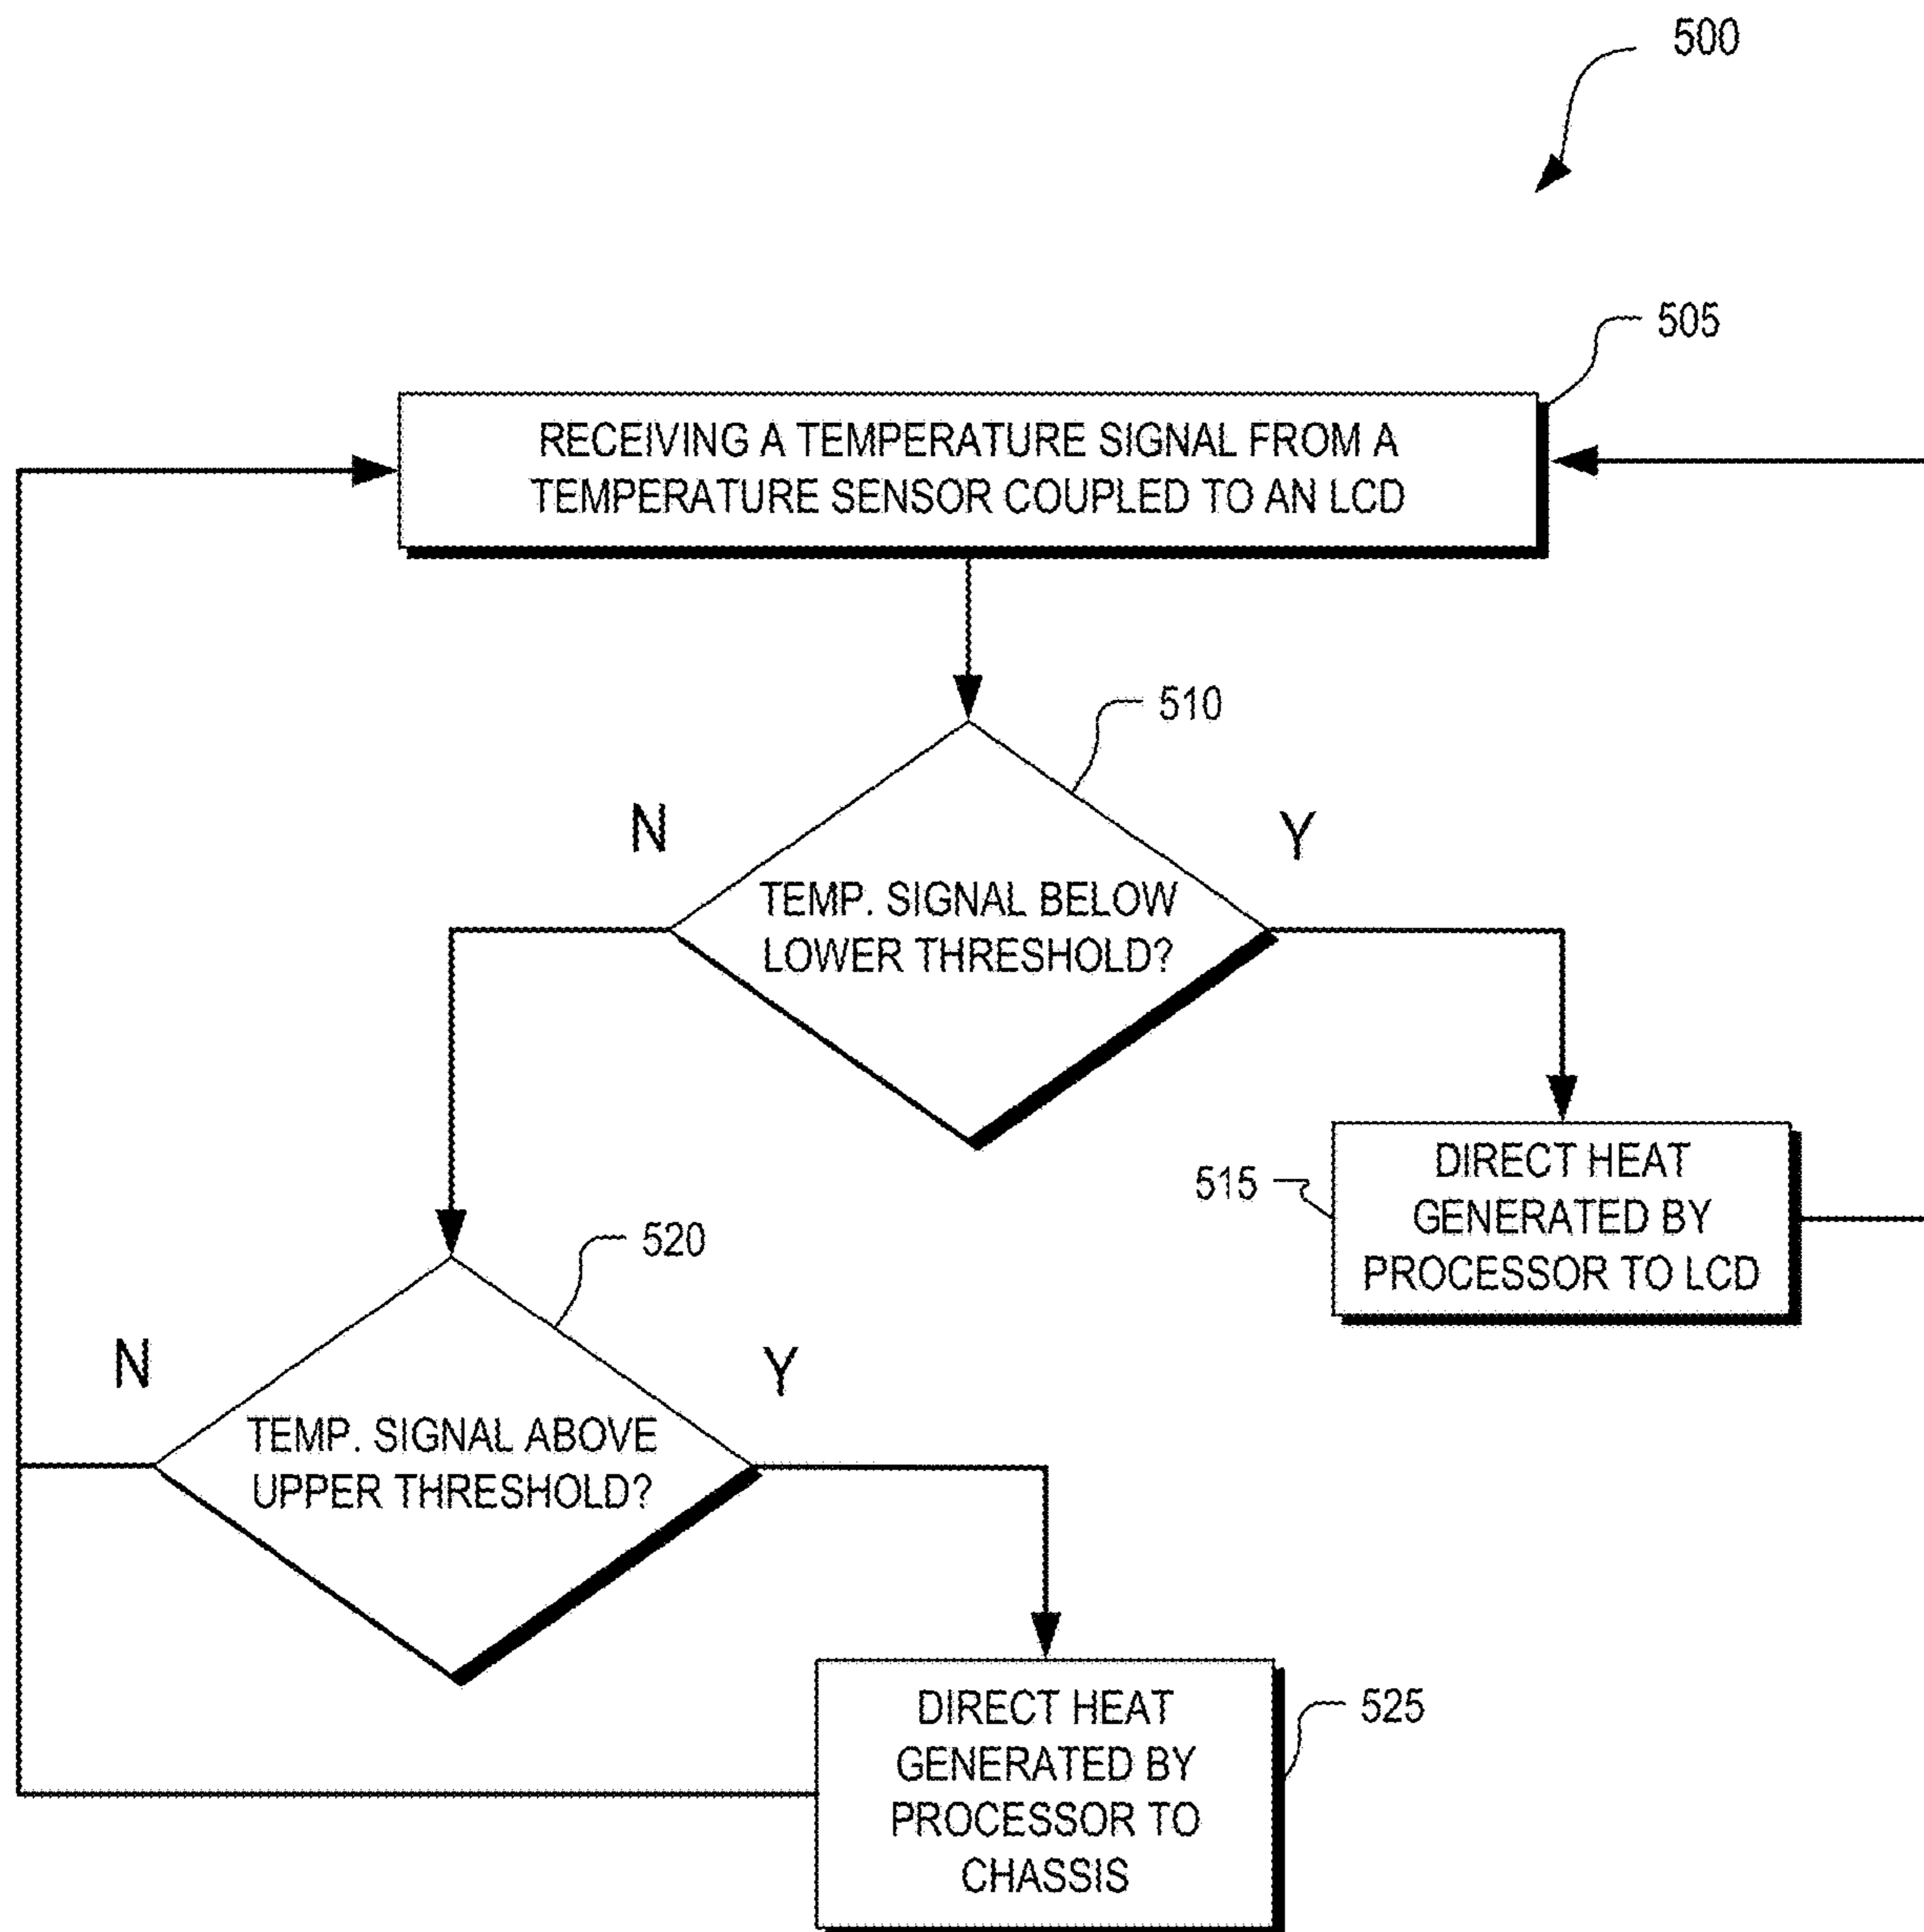 500
505
RECEIVING A TEMPERATURE SIGNAL FROM A
TEMPERATURE SENSOR COUPLED TO AN LCD
510
N
Y
TEMP. SIGNAL BELOW
LOWER THRESHOLD?
515
DIRECT HEAT
GENERATED BY
PROCESSOR TO LCD
520
N
Y
TEMP. SIGNAL ABOVE
UPPER THRESHOLD?
525
DIRECT HEAT
GENERATED BY
PROCESSOR TO
CHASSIS